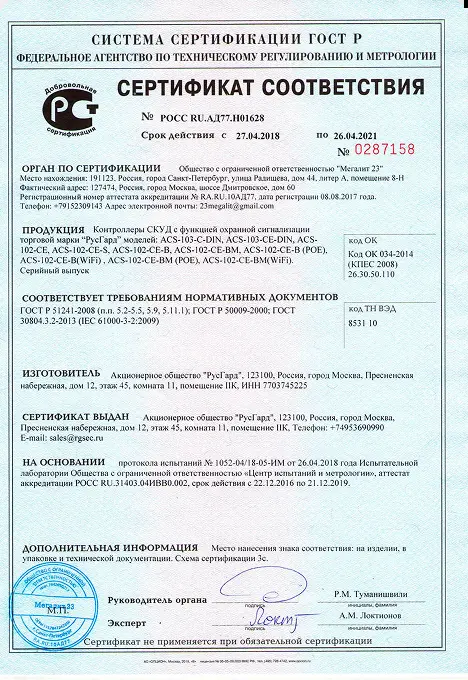 СИСТЕМА СЕРТИФИКАЦИИ ГОСТ Р
ФЕДЕРАЛЬНОЕ АГЕНТСТВО ПО ТЕХНИЧЕСКОМУ РЕГУЛИРОВАНИЮ И МЕТРОЛОГИИ
Добровольная
сертификация
СЕРТИФИКАТ СООТВЕТСТВИЯ
№ РОСС RU.АД77.Н01628
Срок действия с 27.04.2018 по 26.04.2021
№ 0287158
ОРГАН ПО СЕРТИФИКАЦИИ Общество с ограниченной ответственностью "Мегалит 23"
Место нахождения: 191123, Россия, город Санкт-Петербург, улица Радищева, дом 44, литер А, помещение 8-Н
Фактический адрес: 127474, Россия, город Москва, шоссе Дмитровское, дом 60
Регистрационный номер аттестата аккредитации № RA.RU.10АД77, дата регистрации 08.08.2017 года.
Телефон: +79152309143 Адрес электронной почты: 23megalit@gmail.com
ПРОДУКЦИЯ Контроллеры СКУД с функцией охранной сигнализации
торговой марки "РусГард" моделей: ACS-103-C-DIN, ACS-103-CE-DIN, ACS-
102-CE, ACS-102-CE-S, ACS-102-CE-B, ACS-102-CE-BM, ACS-102-CE-B (POE),
ACS-102-CE-B(WiFi) , ACS-102-CE-BM (POE), ACS-102-CE-BM(WiFi).
Серийный выпуск
код ОК
Код ОК 034-2014
(КПЕС 2008)
26.30.50.110
СООТВЕТСТВУЕТ ТРЕБОВАНИЯМ НОРМАТИВНЫХ ДОКУМЕНТОВ
ГОСТ Р 51241-2008 (п.п. 5.2-5.5, 5.9, 5.11.1); ГОСТ Р 50009-2000; ГОСТ
30804.3.2-2013 (IEC 61000-3-2:2009)
код ТН ВЭД
8531 10
ИЗГОТОВИТЕЛЬ Акционерное общество "РусГард", 123100, Россия, город Москва, Пресненская
набережная, дом 12, этаж 45, комната 11, помещение IIК, ИНН 7703745225
СЕРТИФИКАТ ВЫДАН Акционерное общество "РусГард", 123100, Россия, город Москва,
Пресненская набережная, дом 12, этаж 45, комната 11, помещение IIК, Телефон: +74953690990
E-mail: sales@rgsec.ru
НА ОСНОВАНИИ протокола испытаний № 1052-04/18-05-ИМ от 26.04.2018 года Испытательной
лаборатории Общества с ограниченной ответственностью «Центр испытаний и метрологии», аттестат
аккредитации РОСС RU.31403.04ИВВ0.002, срок действия с 22.12.2016 по 21.12.2019.
ДОПОЛНИТЕЛЬНАЯ ИНФОРМАЦИЯ Место нанесения знака соответствия: на изделии, в
упаковке и технической документации. Схема сертификации 3с.
Мегалит 23
М.П.
Руководитель органа
подпись
Р.М. Туманишвили
инициалы, фамилия
Эксперт
подпись
А.М. Локтионов
инициалы, фамилия
Сертификат не применяется при обязательной сертификации